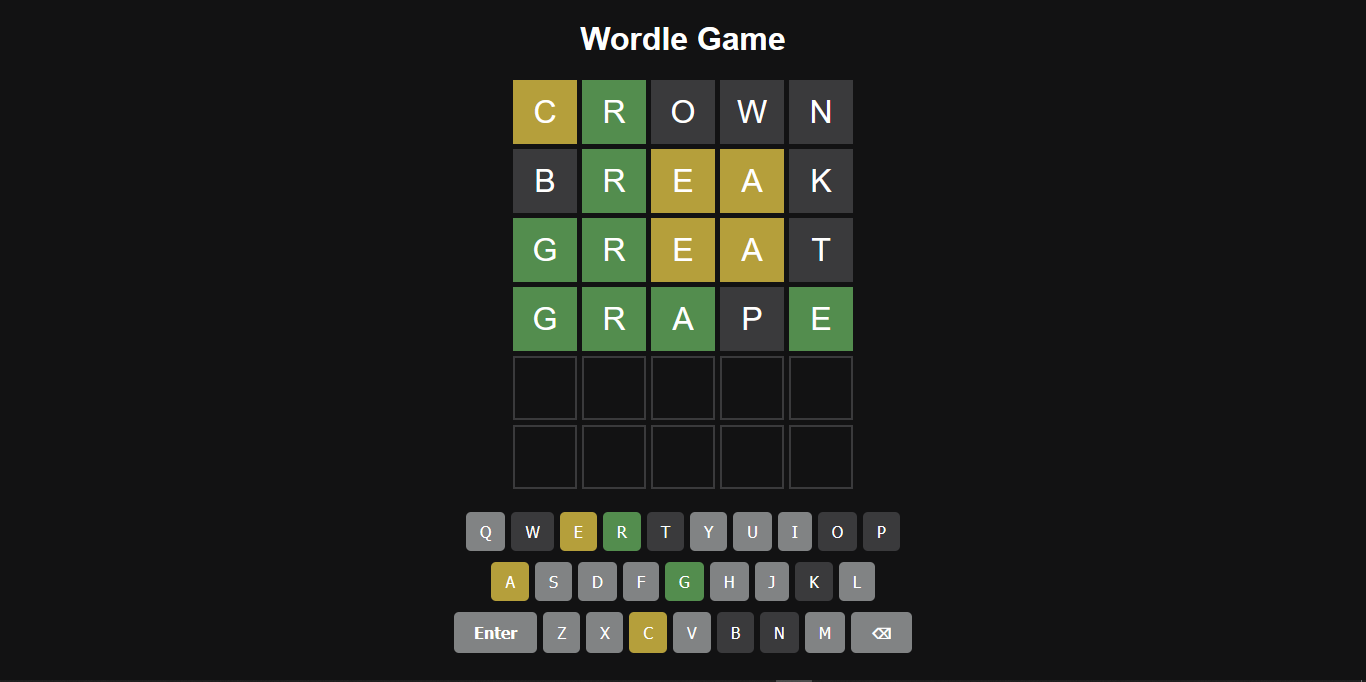 Wordle Game
C R O W N
B R E A K
G R E A T
G R A P E
Q W E R T Y U I O P
A S D F G H J K L
Enter Z X C V B N M ⌫